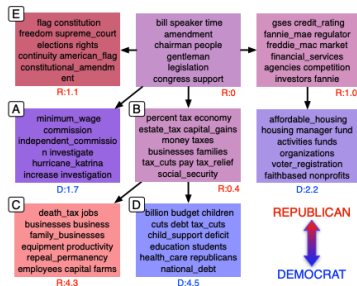 E
flag constitution
freedom supreme_court
elections rights
continuity american_flag
constitutional_amendm
ent
R:1.1
bill speaker time
amendment
chairman people
gentleman
legislation
congress support
R:0
gses credit_rating
fannie_mae regulator
freddie_mac market
financial_services
agencies competition
investors fannie
R:1.0
A
minimum_wage
commission
independent_commissio
n investigate
hurricane_katrina
increase investigation
D:1.7
B
percent tax economy
estate_tax capital_gains
money taxes
businesses families
tax_cuts pay tax_relief
social_security
R:0.4
affordable_housing
housing manager fund
activities funds
organizations
voter_registration
faithbased nonprofits
D:2.2
C
death_tax jobs
businesses business
family_businesses
equipment productivity
repeal_permanency
employees capital farms
R:4.3
D
billion budget children
cuts debt tax_cuts
child_support deficit
education students
health_care republicans
national_debt
D:4.5
REPUBLICAN
DEMOCRAT